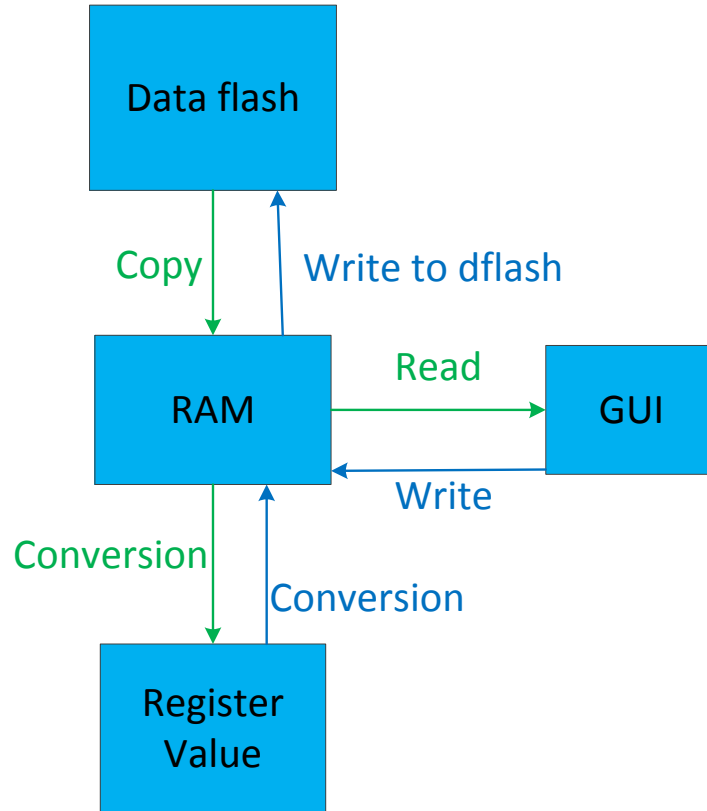 Data flash
Copy
Write to dflash
RAM
Read
GUI
Write
Conversion
Conversion
Register
Value